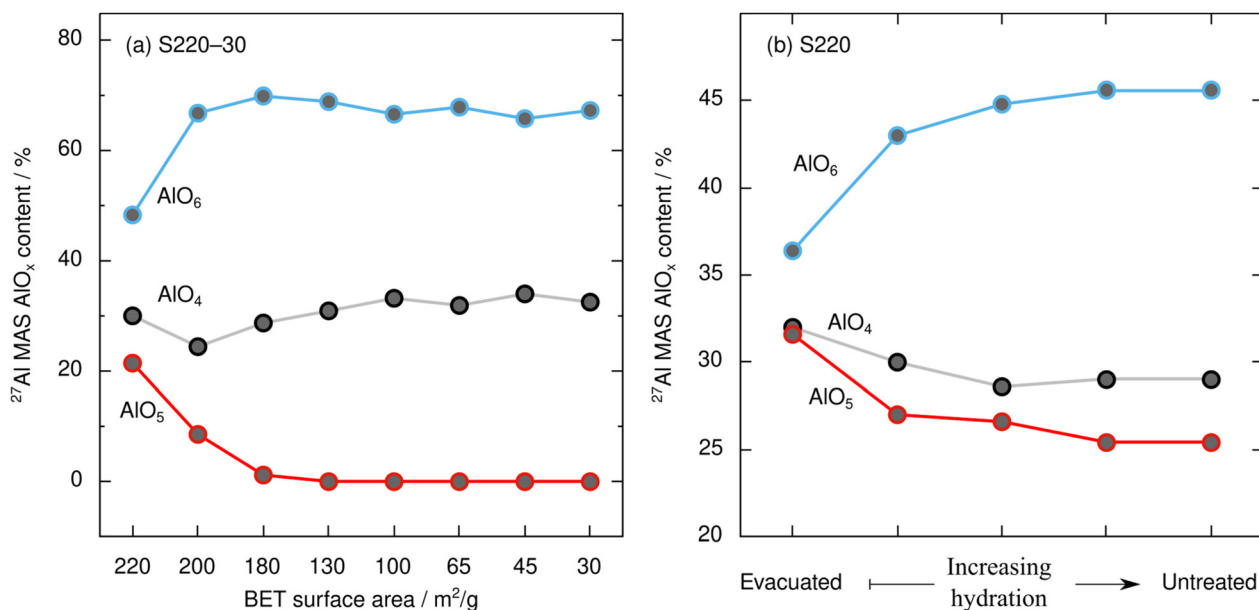 (a) S220–30
80
60
40
20
0
²⁷Al MAS AlOₓ content / %
AlO₆
AlO₄
AlO₅
220 200 180 130 100 65 45 30
BET surface area / m²/g
(b) S220
45
40
35
30
25
20
²⁷Al MAS AlOₓ content / %
AlO₆
AlO₄
AlO₅
Evacuated Increasing Untreated
hydration